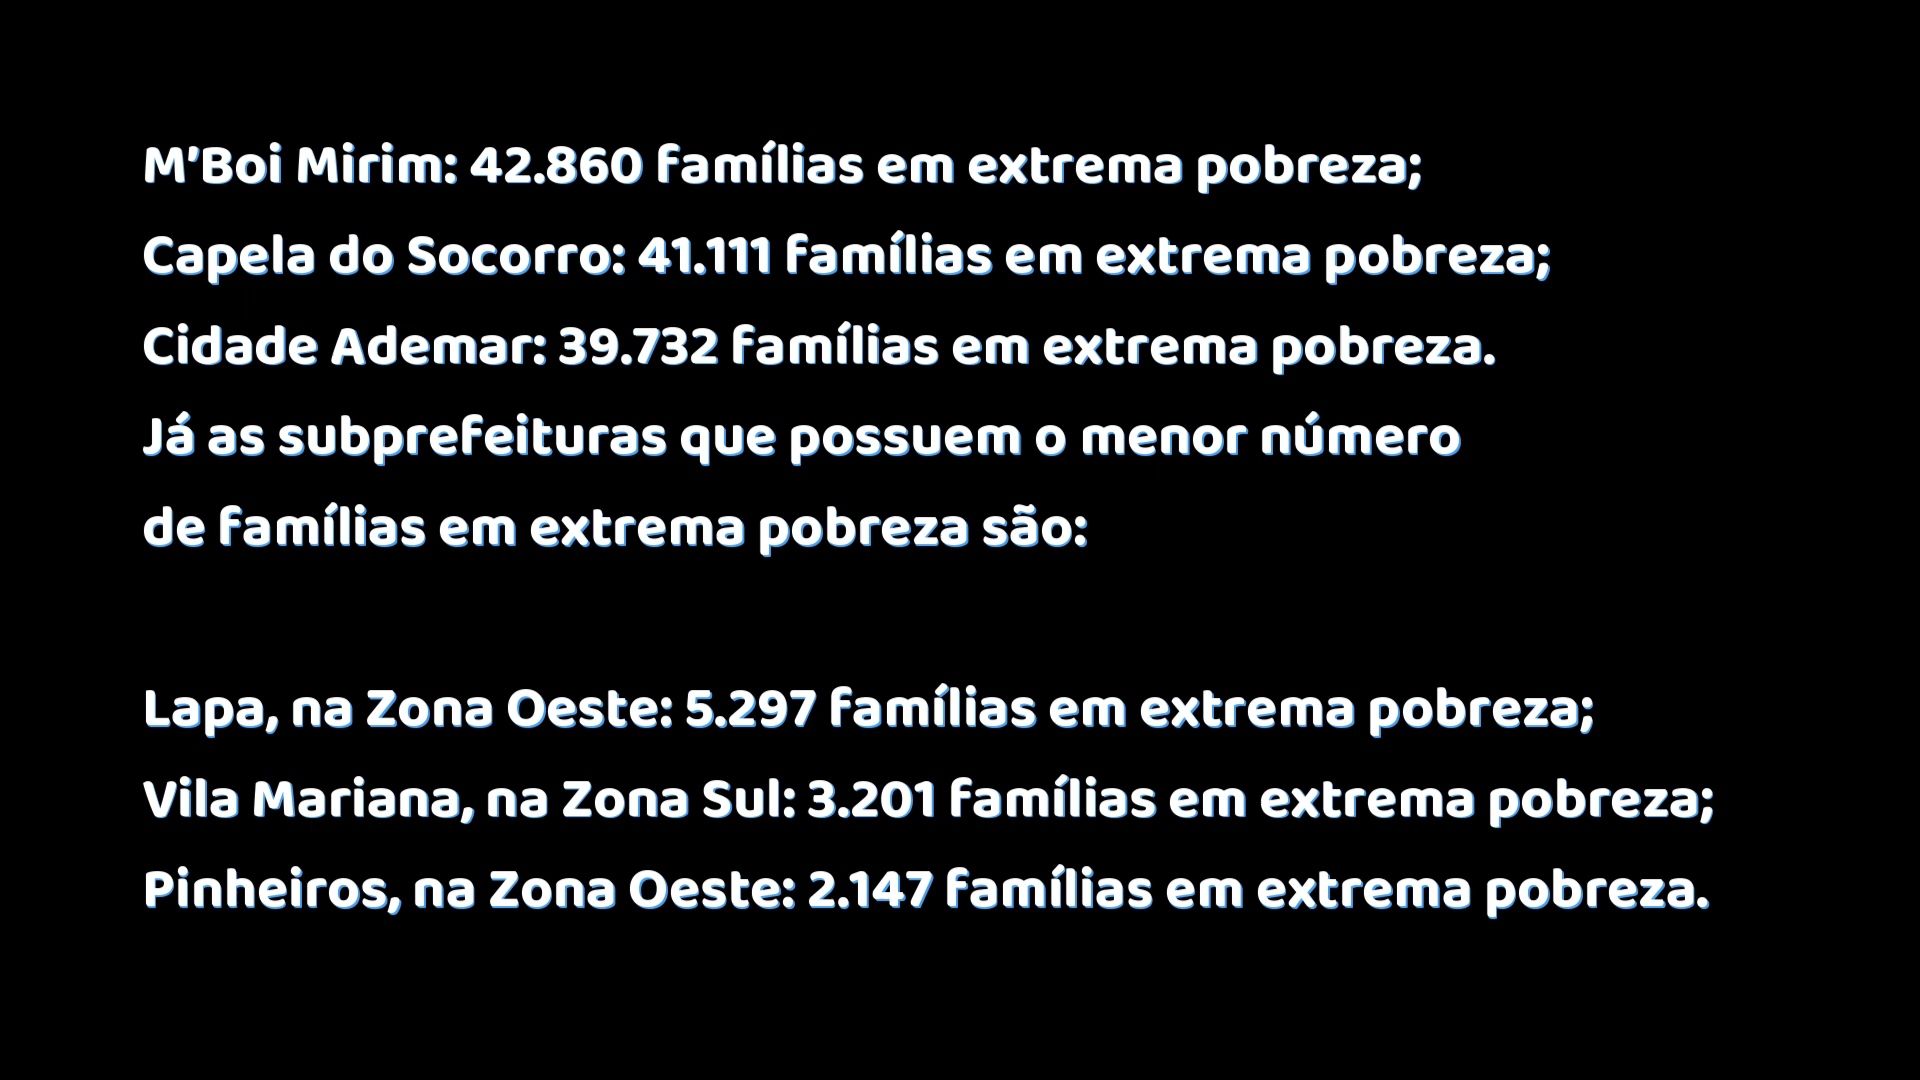 M'Boi Mirim: 42.860 famílias em extrema pobreza;
Capela do Socorro: 41.111 famílias em extrema pobreza;
Cidade Ademar: 39.732 famílias em extrema pobreza.
Já as subprefeituras que possuem o menor número
de famílias em extrema pobreza são:
Lapa, na Zona Oeste: 5.297 famílias em extrema pobreza;
Vila Mariana, na Zona Sul: 3.201 famílias em extrema pobreza;
Pinheiros, na Zona Oeste: 2.147 famílias em extrema pobreza.